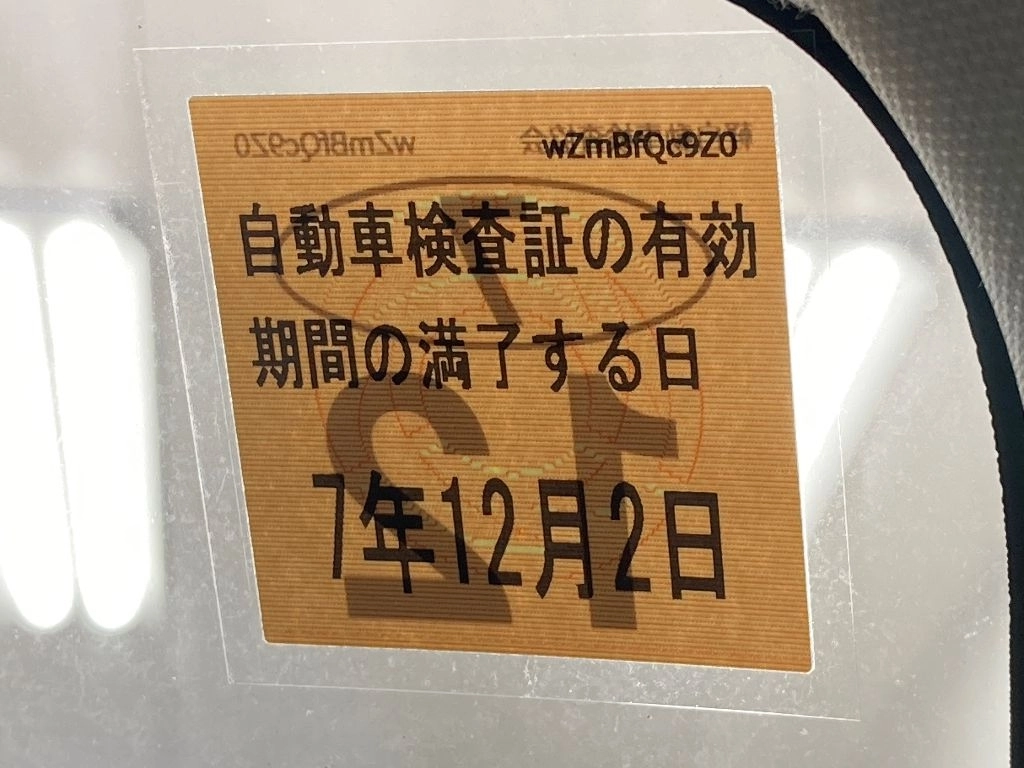 wZmBfQc9Z0
自動車検査証の有効
期間の満了する日
7年12月2日